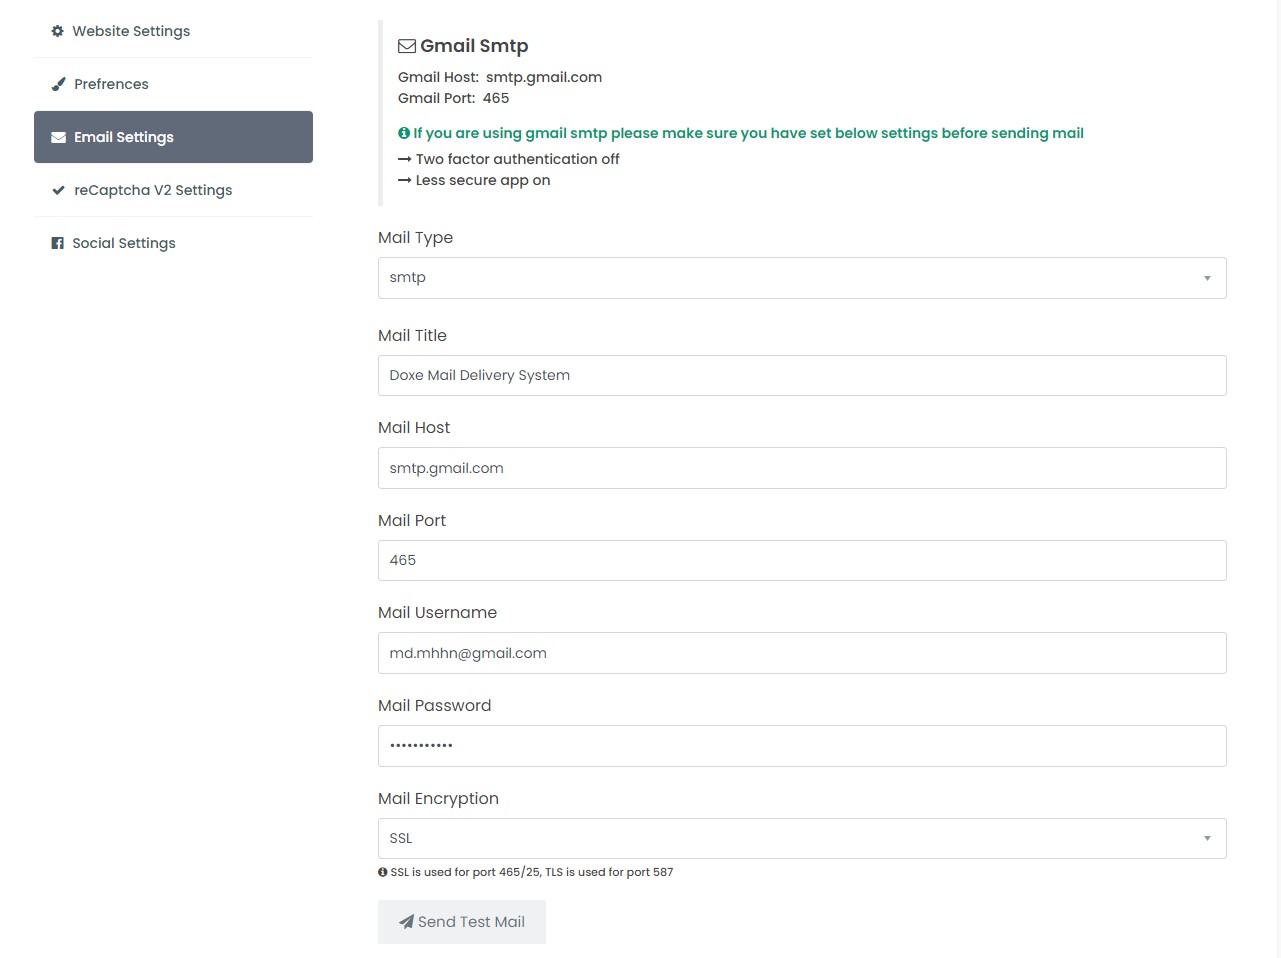 Website Settings
Prefrences
Email Settings
reCaptcha V2 Settings
Social Settings
Gmail Smtp
Gmail Host: smtp.gmail.com
Gmail Port: 465
If you are using gmail smtp please make sure you have set below settings before sending mail
Two factor authentication off
Less secure app on
Mail Type
smtp
Mail Title
Doxe Mail Delivery System
Mail Host
smtp.gmail.com
Mail Port
465
Mail Username
md.mhhn@gmail.com
Mail Password
•••••••••••
Mail Encryption
SSL
SSL is used for port 465/25, TLS is used for port 587
Send Test Mail